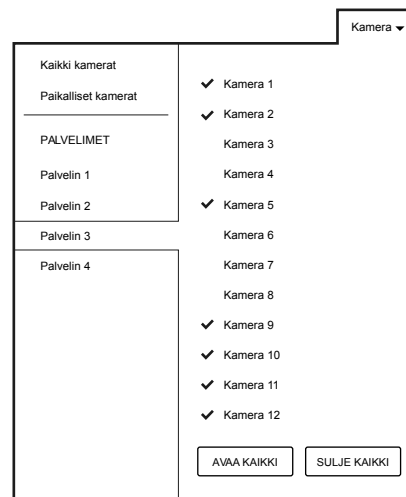 Kamera
Kaikki kamerat
Paikalliset kamerat
PALVELIMET
Palvelin 1
Palvelin 2
Palvelin 3
Palvelin 4
Kamera 1
Kamera 2
Kamera 3
Kamera 4
Kamera 5
Kamera 6
Kamera 7
Kamera 8
Kamera 9
Kamera 10
Kamera 11
Kamera 12
AVAA KAIKKI
SULJE KAIKKI